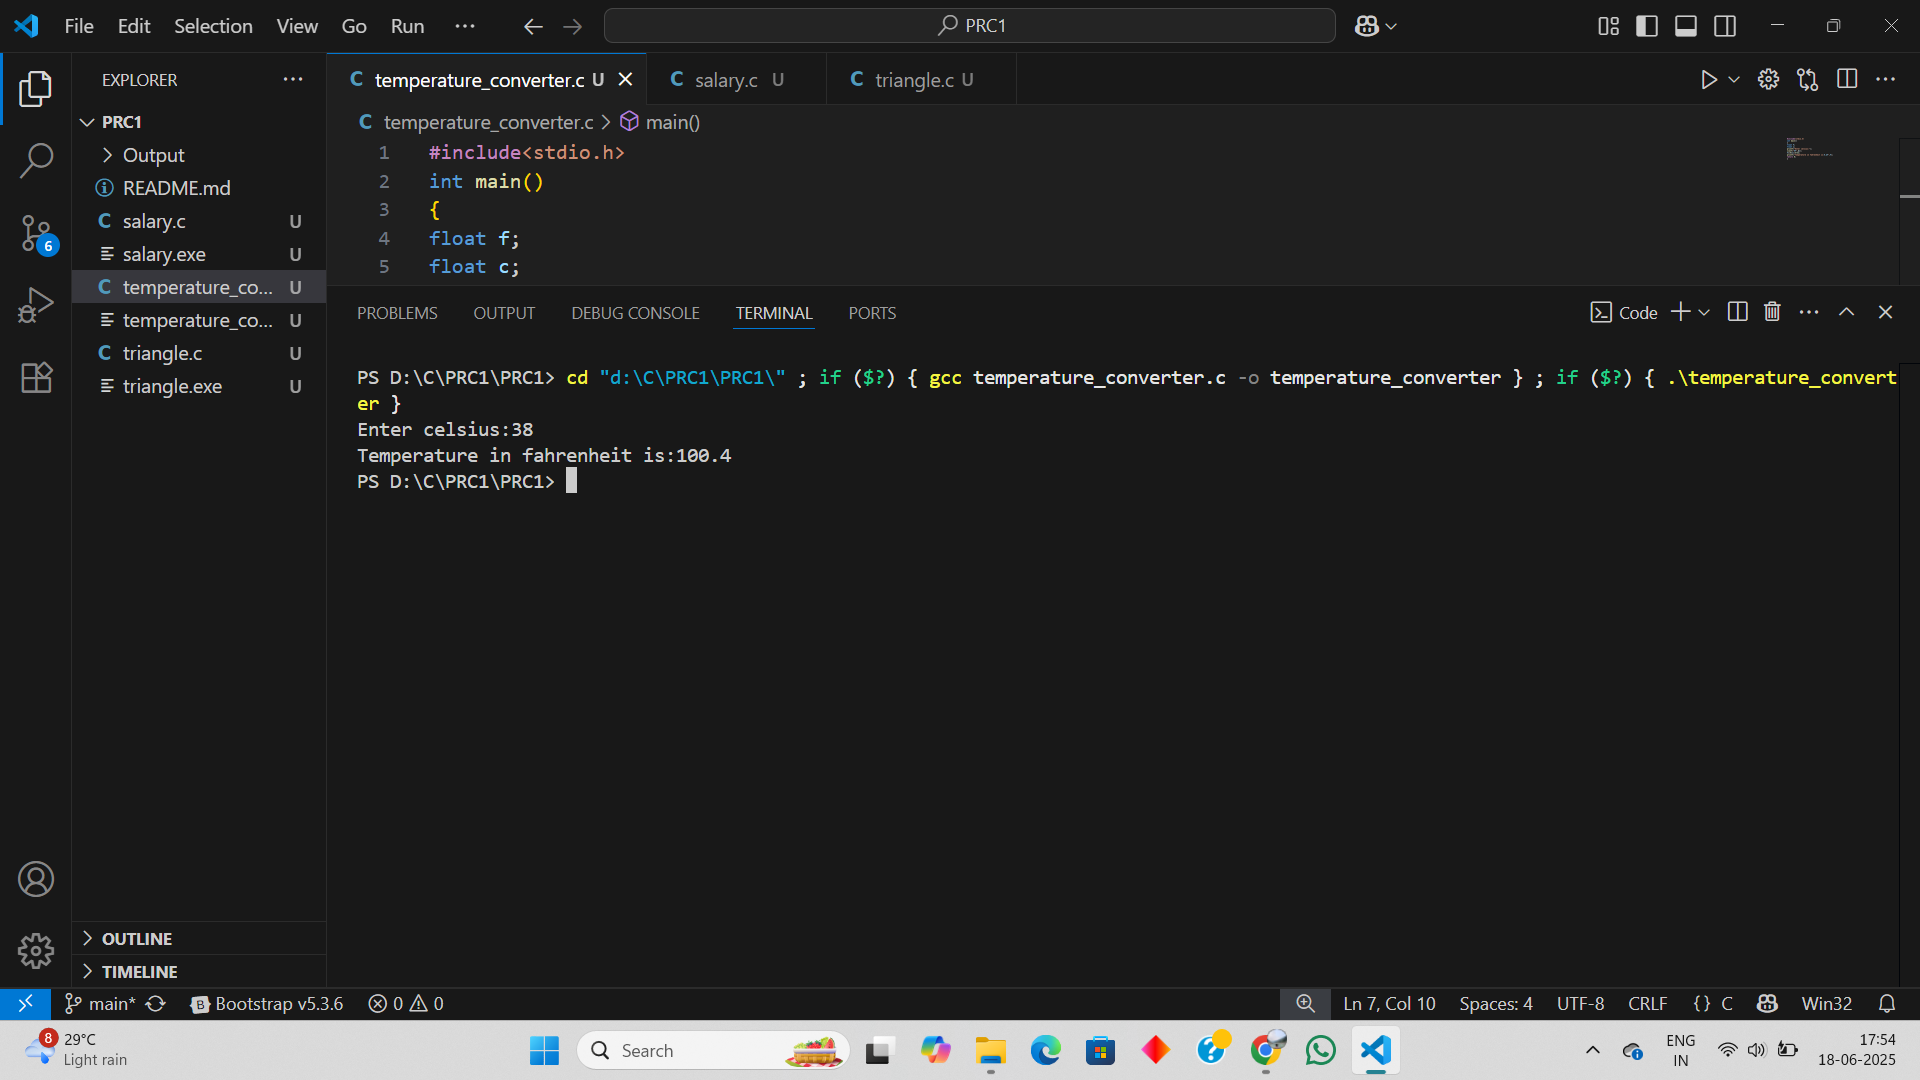 File Edit Selection View Go Run ···
PRC1
EXPLORER ···
PRC1
Output
README.md
salary.c U
salary.exe U
temperature_co... U
temperature_co... U
triangle.c U
triangle.exe U
OUTLINE
TIMELINE
C temperature_converter.c U
C salary.c U
C triangle.c U
C temperature_converter.c > main()
1 #include<stdio.h>
2 int main()
3 {
4 float f;
5 float c;
PROBLEMS OUTPUT DEBUG CONSOLE TERMINAL PORTS
Code
PS D:\C\PRC1\PRC1> cd "d:\C\PRC1\PRC1\" ; if ($?) { gcc temperature_converter.c -o temperature_converter } ; if ($?) { .\temperature_convert
er }
Enter celsius:38
Temperature in fahrenheit is:100.4
PS D:\C\PRC1\PRC1>
6
main* Bootstrap v5.3.6 0 0
Ln 7, Col 10 Spaces: 4 UTF-8 CRLF {} C Win32
8
29°C
Light rain
Search
ENG
IN
17:54
18-06-2025